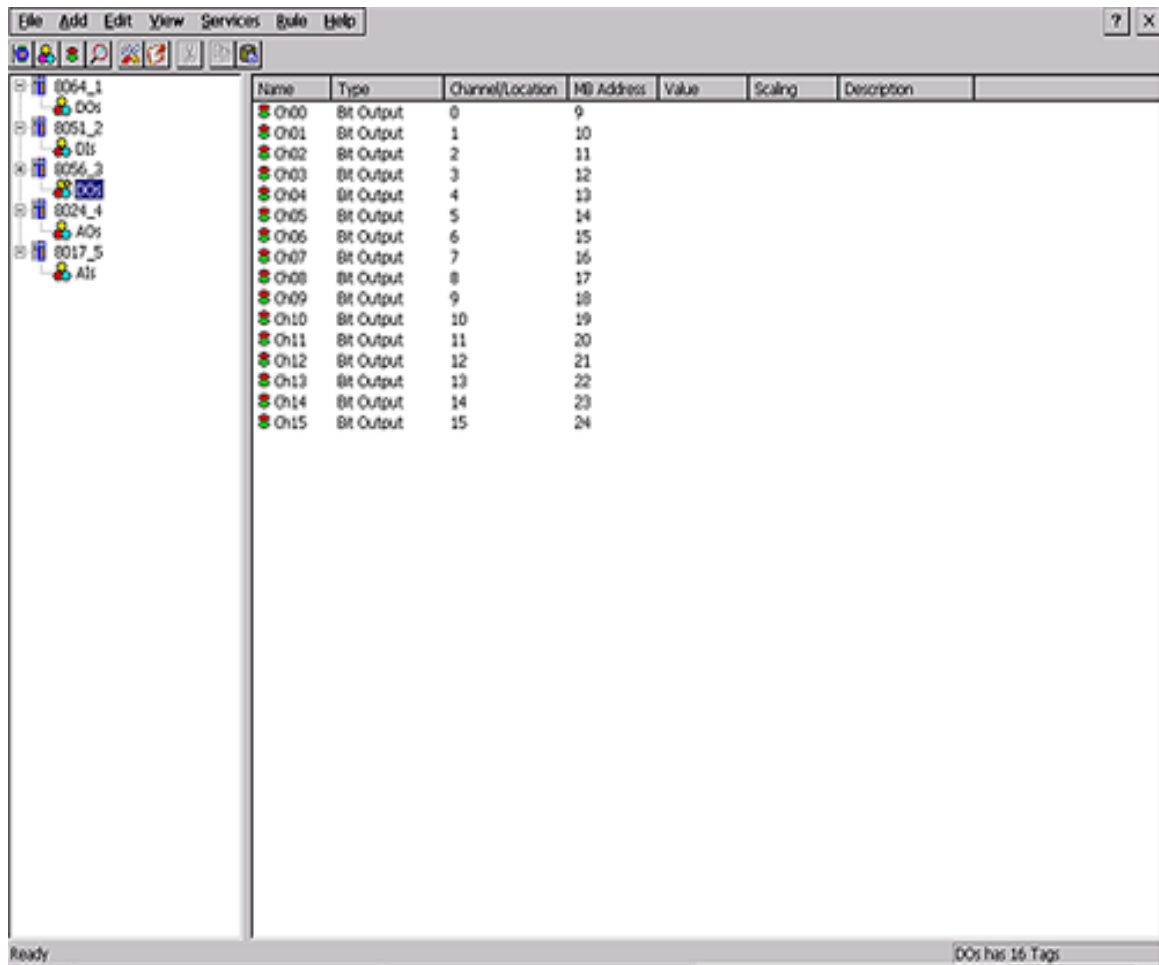 File Add Edit View Services Rule Help ? X
8064_1
DOs
8051_2
DIs
8056_3
DOs
8024_4
AOs
8017_5
AIs
Name Type Channel/Location MB Address Value Scaling Description
Ch00 Bit Output 0 9
Ch01 Bit Output 1 10
Ch02 Bit Output 2 11
Ch03 Bit Output 3 12
Ch04 Bit Output 4 13
Ch05 Bit Output 5 14
Ch06 Bit Output 6 15
Ch07 Bit Output 7 16
Ch08 Bit Output 8 17
Ch09 Bit Output 9 18
Ch10 Bit Output 10 19
Ch11 Bit Output 11 20
Ch12 Bit Output 12 21
Ch13 Bit Output 13 22
Ch14 Bit Output 14 23
Ch15 Bit Output 15 24
Ready DOs has 16 Tags